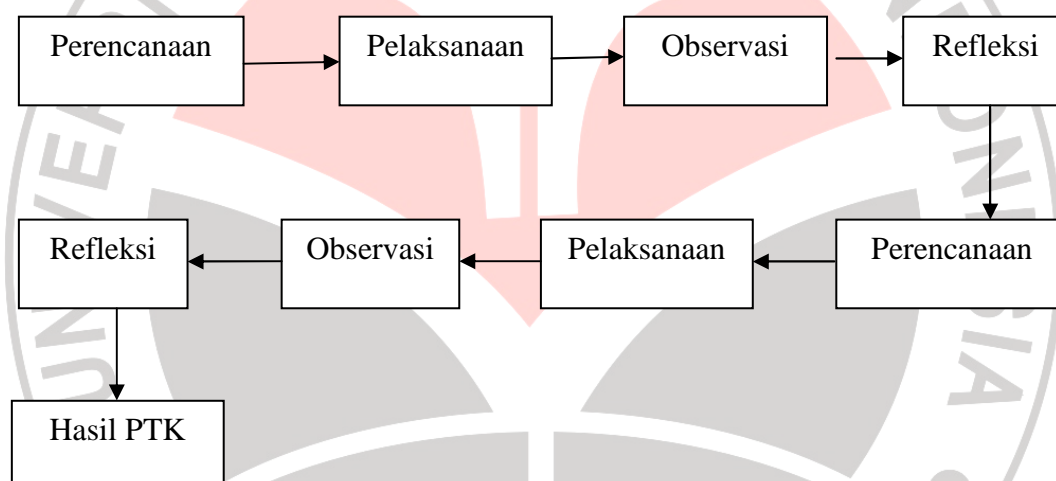 Perencanaan
Pelaksanaan
Observasi
Refleksi
Perencanaan
Pelaksanaan
Observasi
Refleksi
Hasil PTK